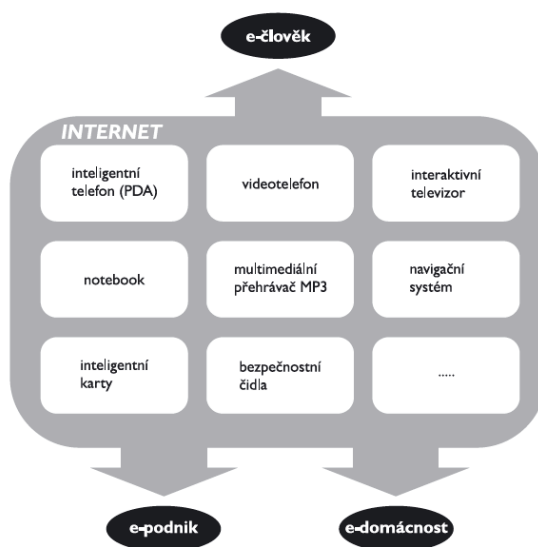 e-člověk
INTERNET
inteligentní
telefon (PDA)
videotelefon
interaktivní
televizor
notebook
multimediální
přehrávač MP3
navigační
systém
inteligentní
karty
bezpečnostní
čidla
.....
e-podnik
e-domácnost